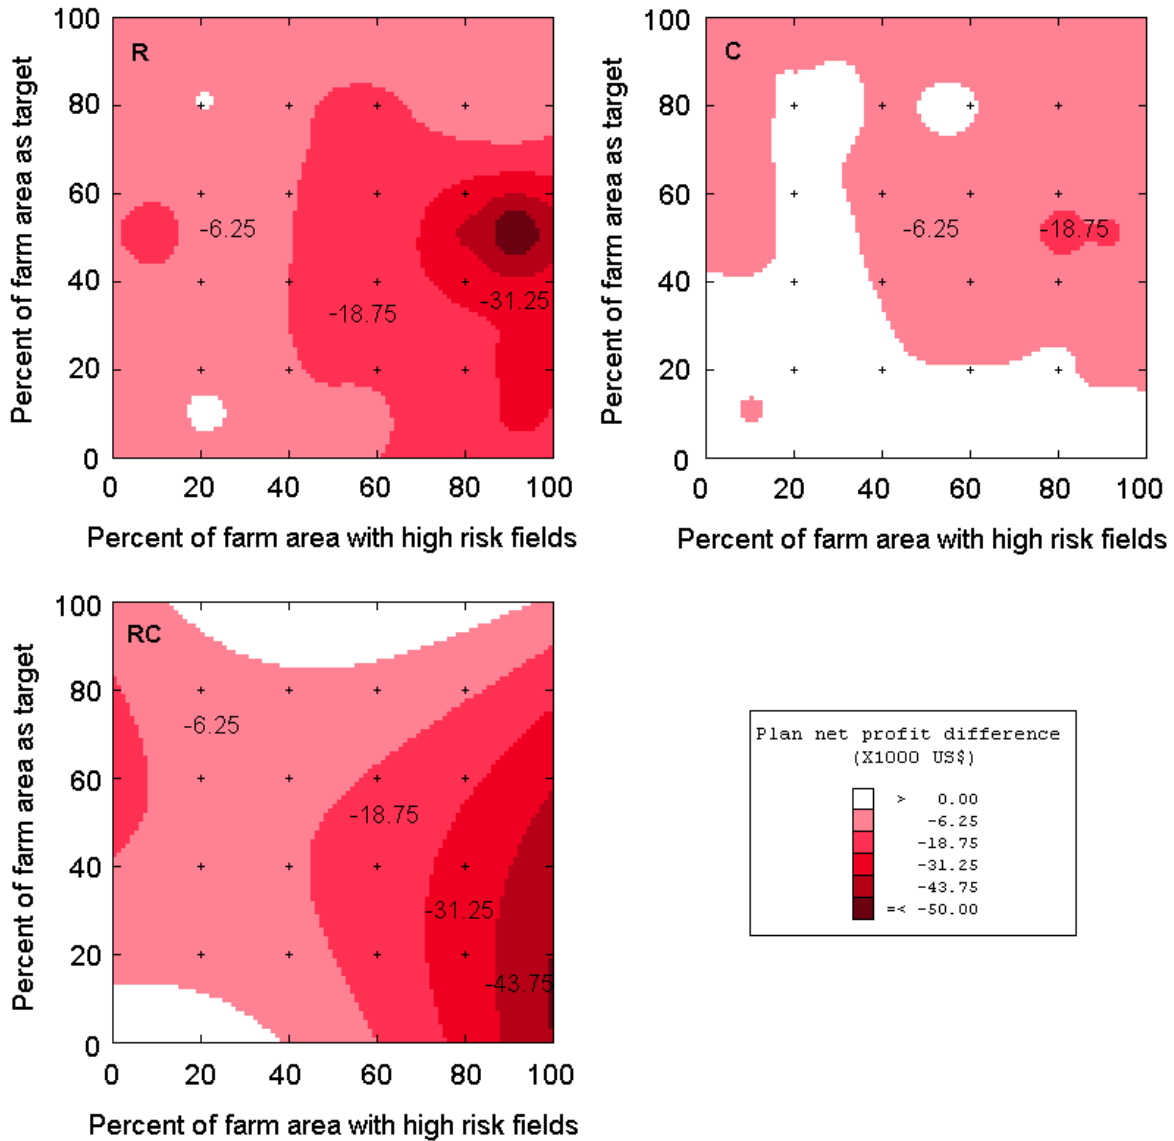 R
-6.25
-18.75
-31.25
100
80
60
40
20
0
0 20 40 60 80 100
Percent of farm area as target
Percent of farm area with high risk fields
C
-6.25
-18.75
100
80
60
40
20
0
0 20 40 60 80 100
Percent of farm area as target
Percent of farm area with high risk fields
RC
-6.25
-18.75
-31.25
-43.75
100
80
60
40
20
0
0 20 40 60 80 100
Percent of farm area as target
Percent of farm area with high risk fields
Plan net profit difference
(X1000 US$)
> 0.00
-6.25
-18.75
-31.25
-43.75
=< -50.00